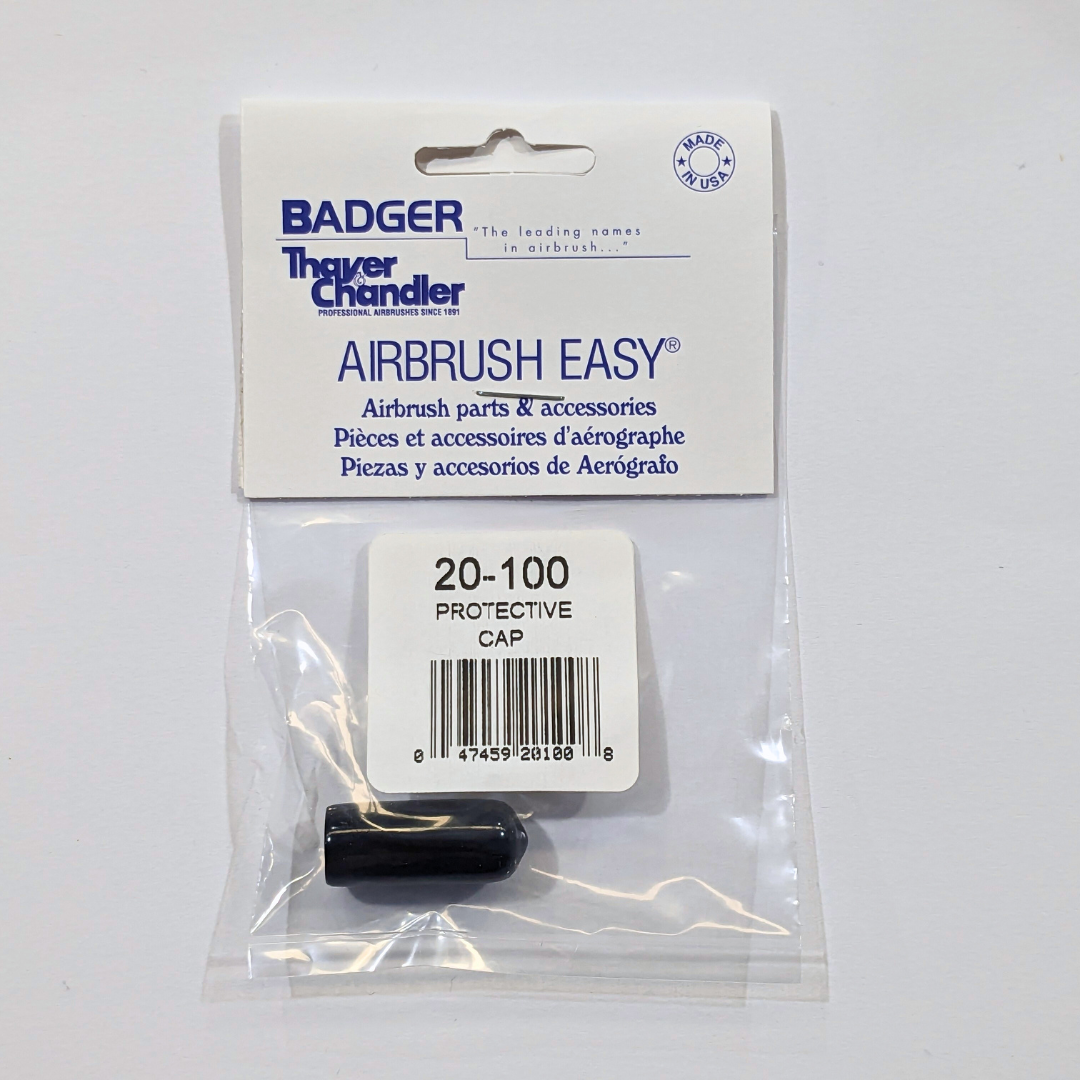 MADE
IN USA
BADGER
"The leading names
in airbrush..."
Thayer
& Chandler
PROFESSIONAL AIRBRUSHES SINCE 1891
AIRBRUSH EASY®
Airbrush parts & accessories
Pièces et accessoires d'aérographe
Piezas y accesorios de Aerógrafo
20-100
PROTECTIVE
CAP
0 47459 20100 8